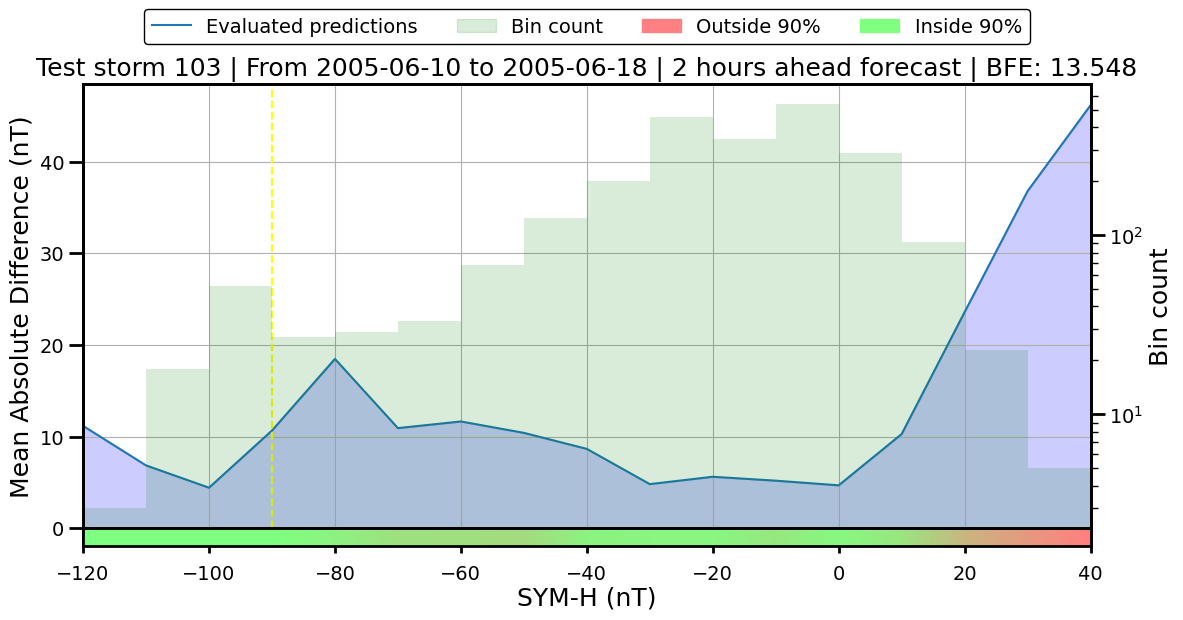 Evaluated predictions Bin count Outside 90% Inside 90%
Test storm 103 | From 2005-06-10 to 2005-06-18 | 2 hours ahead forecast | BFE: 13.548
Mean Absolute Difference (nT)
40
30
20
10
0
10²
10¹
Bin count
−120 −100 −80 −60 −40 −20 0 20 40
SYM-H (nT)